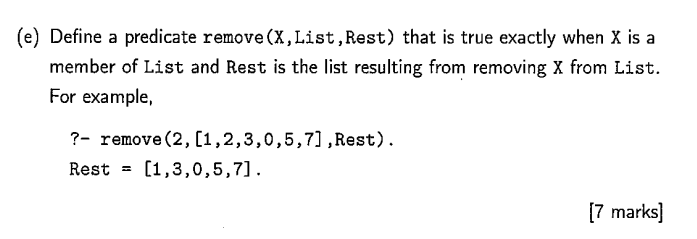 (e) Define a predicate remove(X,List,Rest) that is true exactly when X is a
member of List and Rest is the list resulting from removing X from List.
For example,
?- remove(2,[1,2,3,0,5,7],Rest).
Rest = [1,3,0,5,7].
[7 marks]